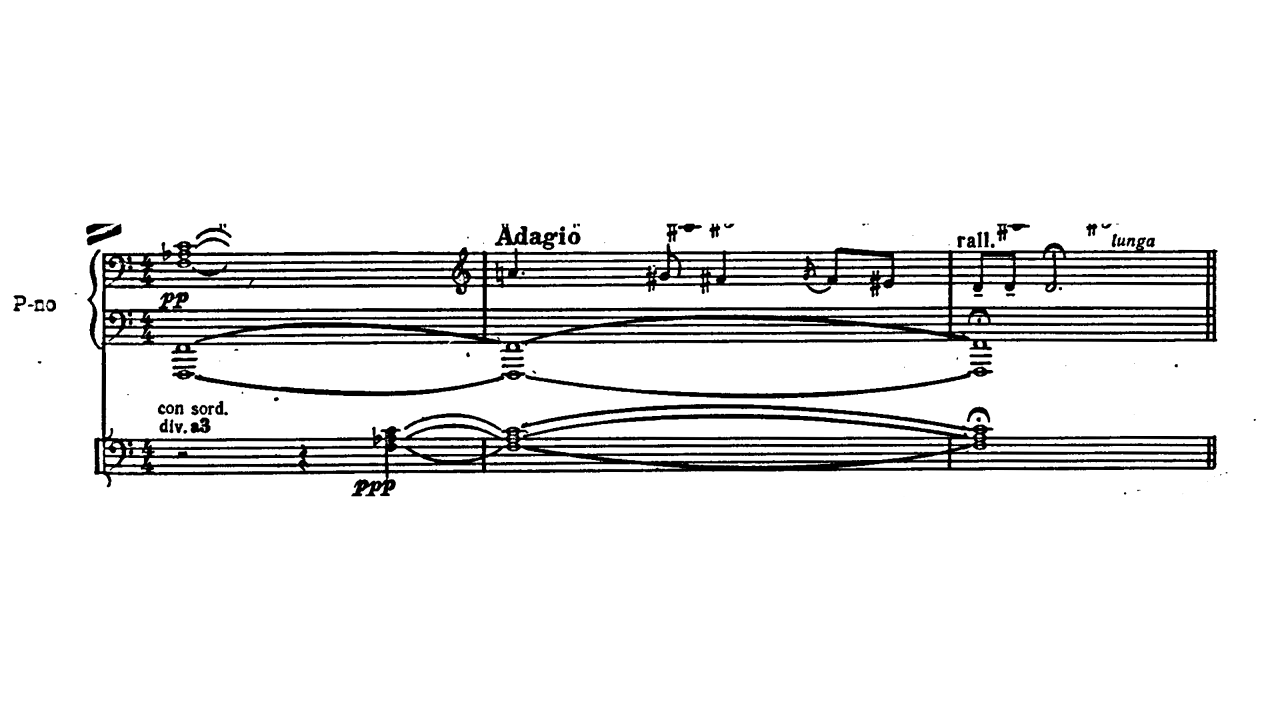 Adagio
rall.
lunga
P-no
pp
con sord.
div. a3
ppp